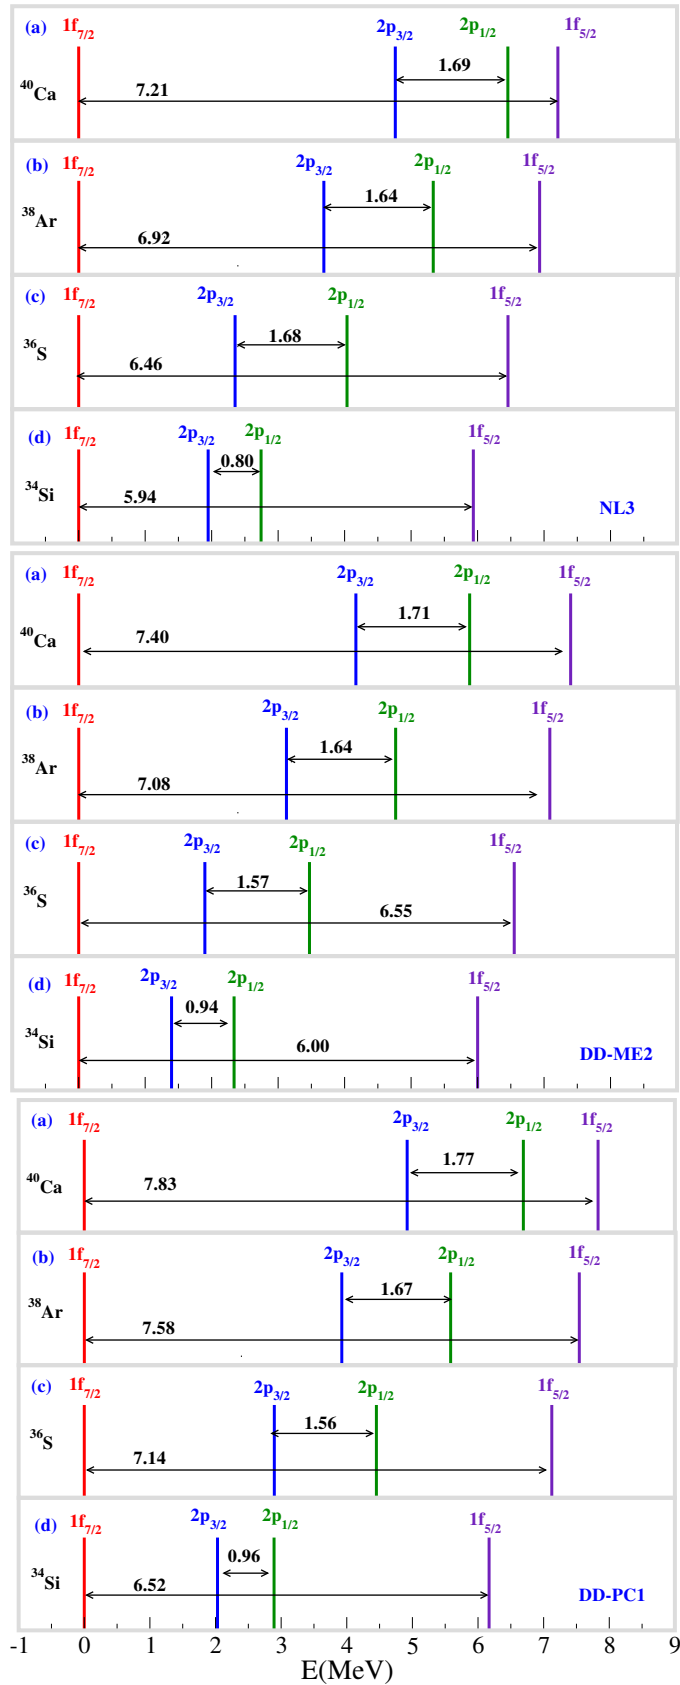 (a) 1f7/2 2p3/2 2p1/2 1f5/2
40Ca 7.21 1.69
(b) 1f7/2 2p3/2 2p1/2 1f5/2
38Ar 6.92 1.64
(c) 1f7/2 2p3/2 2p1/2 1f5/2
36S 6.46 1.68
(d) 1f7/2 2p3/2 2p1/2 1f5/2
34Si 5.94 0.80
NL3
(a) 1f7/2 2p3/2 2p1/2 1f5/2
40Ca 7.40 1.71
(b) 1f7/2 2p3/2 2p1/2 1f5/2
38Ar 7.08 1.64
(c) 1f7/2 2p3/2 2p1/2 1f5/2
36S 1.57 6.55
(d) 1f7/2 2p3/2 2p1/2 1f5/2
34Si 0.94 6.00
DD-ME2
(a) 1f7/2 2p3/2 2p1/2 1f5/2
40Ca 7.83 1.77
(b) 1f7/2 2p3/2 2p1/2 1f5/2
38Ar 7.58 1.67
(c) 1f7/2 2p3/2 2p1/2 1f5/2
36S 7.14 1.56
(d) 1f7/2 2p3/2 2p1/2 1f5/2
34Si 6.52 0.96
DD-PC1
-1 0 1 2 3 4 5 6 7 8 9
E(MeV)